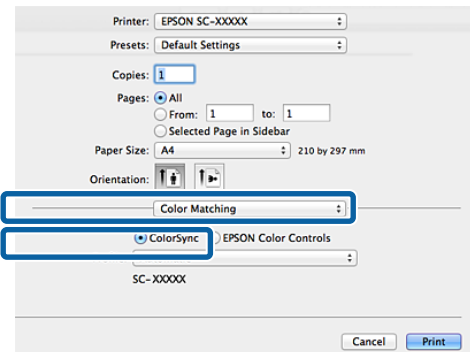 Printer: EPSON SC-XXXXX
Presets: Default Settings
Copies: 1
Pages: All
From: 1 to: 1
Selected Page in Sidebar
Paper Size: A4 210 by 297 mm
Orientation:
Color Matching
ColorSync EPSON Color Controls
SC-XXXXX
Cancel Print